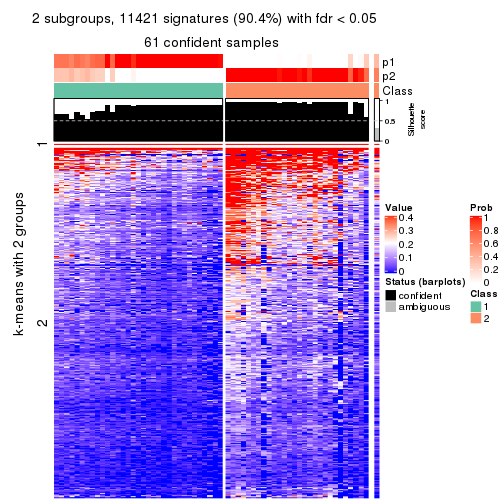 2 subgroups, 11421 signatures (90.4%) with fdr < 0.05
61 confident samples
p1
p2
Class
1
0.5
0
Silhouette
score
k-means with 2 groups
1
2
Value
0.4
0.3
0.2
0.1
0
Prob
1
0.8
0.6
0.4
0.2
0
Status (barplots)
confident
ambiguous
Class
1
2